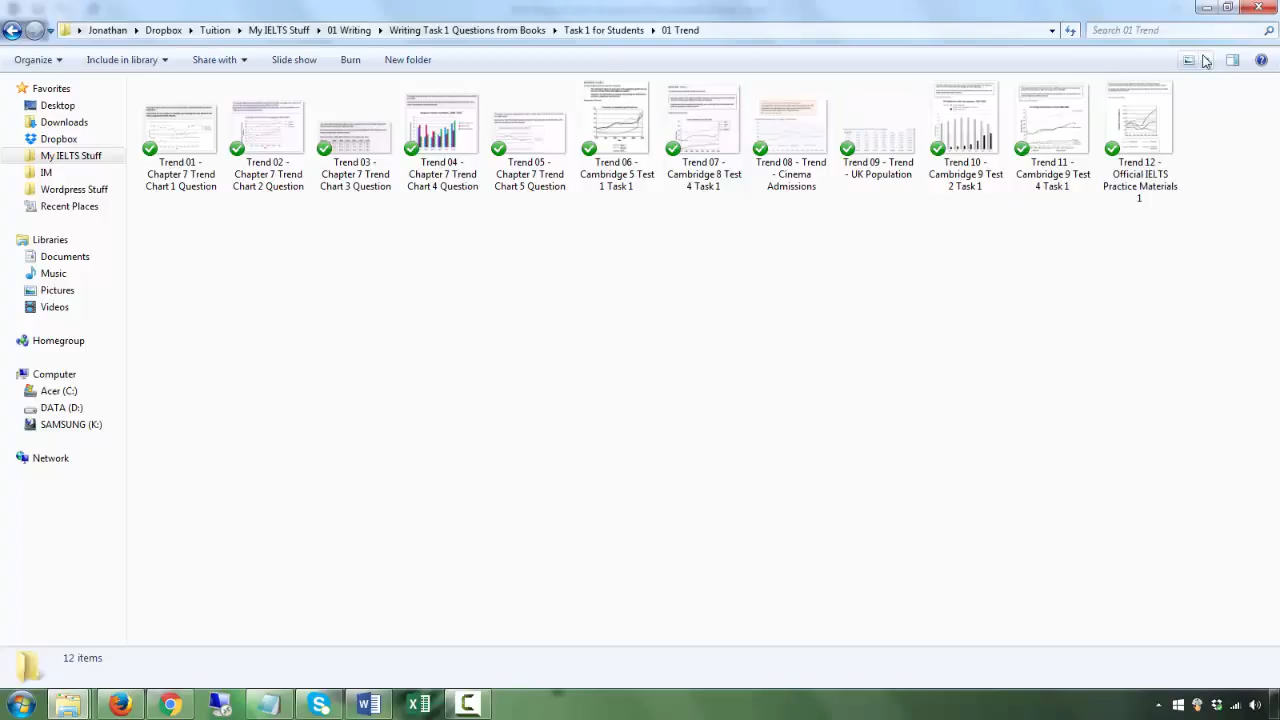 Jonathan ▸ Dropbox ▸ Tuition ▸ My IELTS Stuff ▸ 01 Writing ▸ Writing Task 1 Questions from Books ▸ Task 1 for Students ▸ 01 Trend
Search 01 Trend
Organize Include in library Share with Slide show Burn New folder
Favorites
Desktop
Downloads
Dropbox
My IELTS Stuff
IM
Wordpress Stuff
Recent Places
Libraries
Documents
Music
Pictures
Videos
Homegroup
Computer
Acer (C:)
DATA (D:)
SAMSUNG (K:)
Network
Trend 01 -
Chapter 7 Trend
Chart 1 Question
Trend 02 -
Chapter 7 Trend
Chart 2 Question
Trend 03 -
Chapter 7 Trend
Chart 3 Question
Trend 04 -
Chapter 7 Trend
Chart 4 Question
Trend 05 -
Chapter 7 Trend
Chart 5 Question
Trend 06 -
Cambridge 5 Test
1 Task 1
Trend 07 -
Cambridge 8 Test
4 Task 1
Trend 08 - Trend
- Cinema
Admissions
Trend 09 - Trend
- UK Population
Trend 10 -
Cambridge 9 Test
2 Task 1
Trend 11 -
Cambridge 9 Test
4 Task 1
Trend 12 -
Official IELTS
Practice Materials
1
12 items